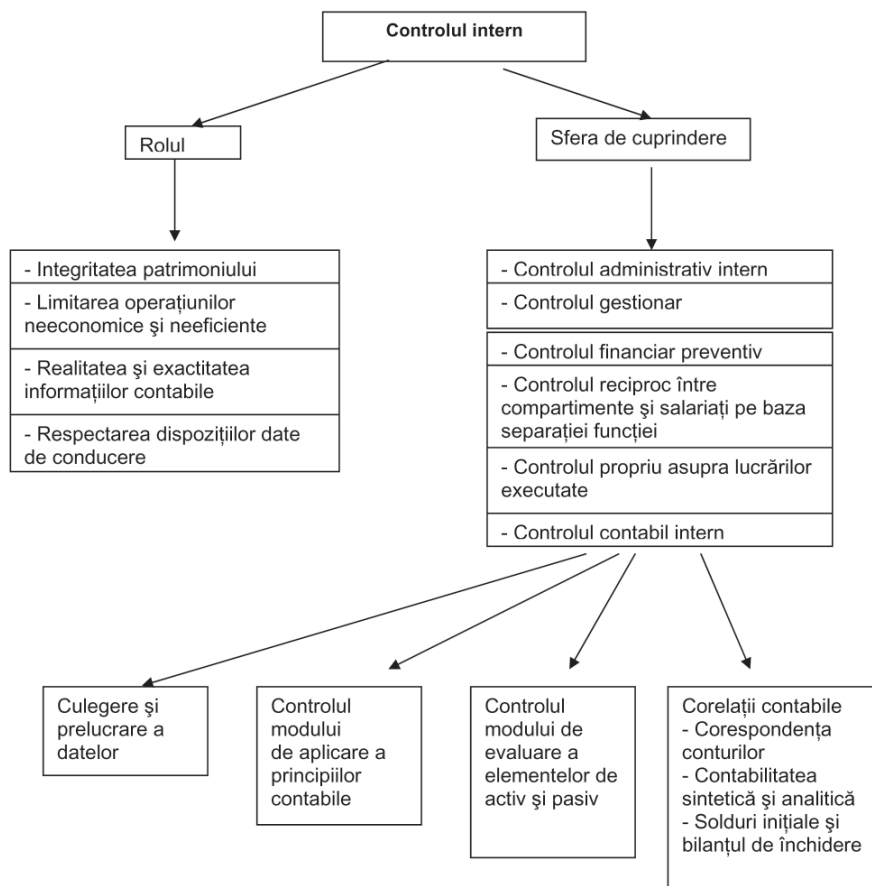 Controlul intern
Rolul
Sfera de cuprindere
- Integritatea patrimoniului
- Limitarea operațiunilor
neeconomice şi neeficiente
- Realitatea şi exactitatea
informațiilor contabile
- Respectarea dispozițiilor date
de conducere
- Controlul administrativ intern
- Controlul gestionar
- Controlul financiar preventiv
- Controlul reciproc între
compartimente şi salariați pe baza
separației funcției
- Controlul propriu asupra lucrărilor
executate
- Controlul contabil intern
Culegere şi
prelucrare a
datelor
Controlul
modului
de aplicare a
principiilor
contabile
Controlul
modului de
evaluare a
elementelor de
activ şi pasiv
Corelații contabile
- Corespondența
conturilor
- Contabilitatea
sintetică şi analitică
- Solduri inițiale şi
bilanțul de închidere